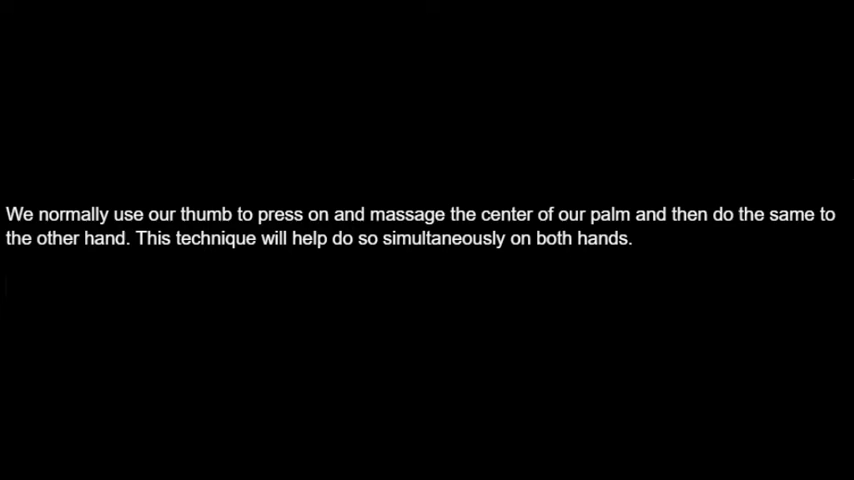 We normally use our thumb to press on and massage the center of our palm and then do the same to
the other hand. This technique will help do so simultaneously on both hands.